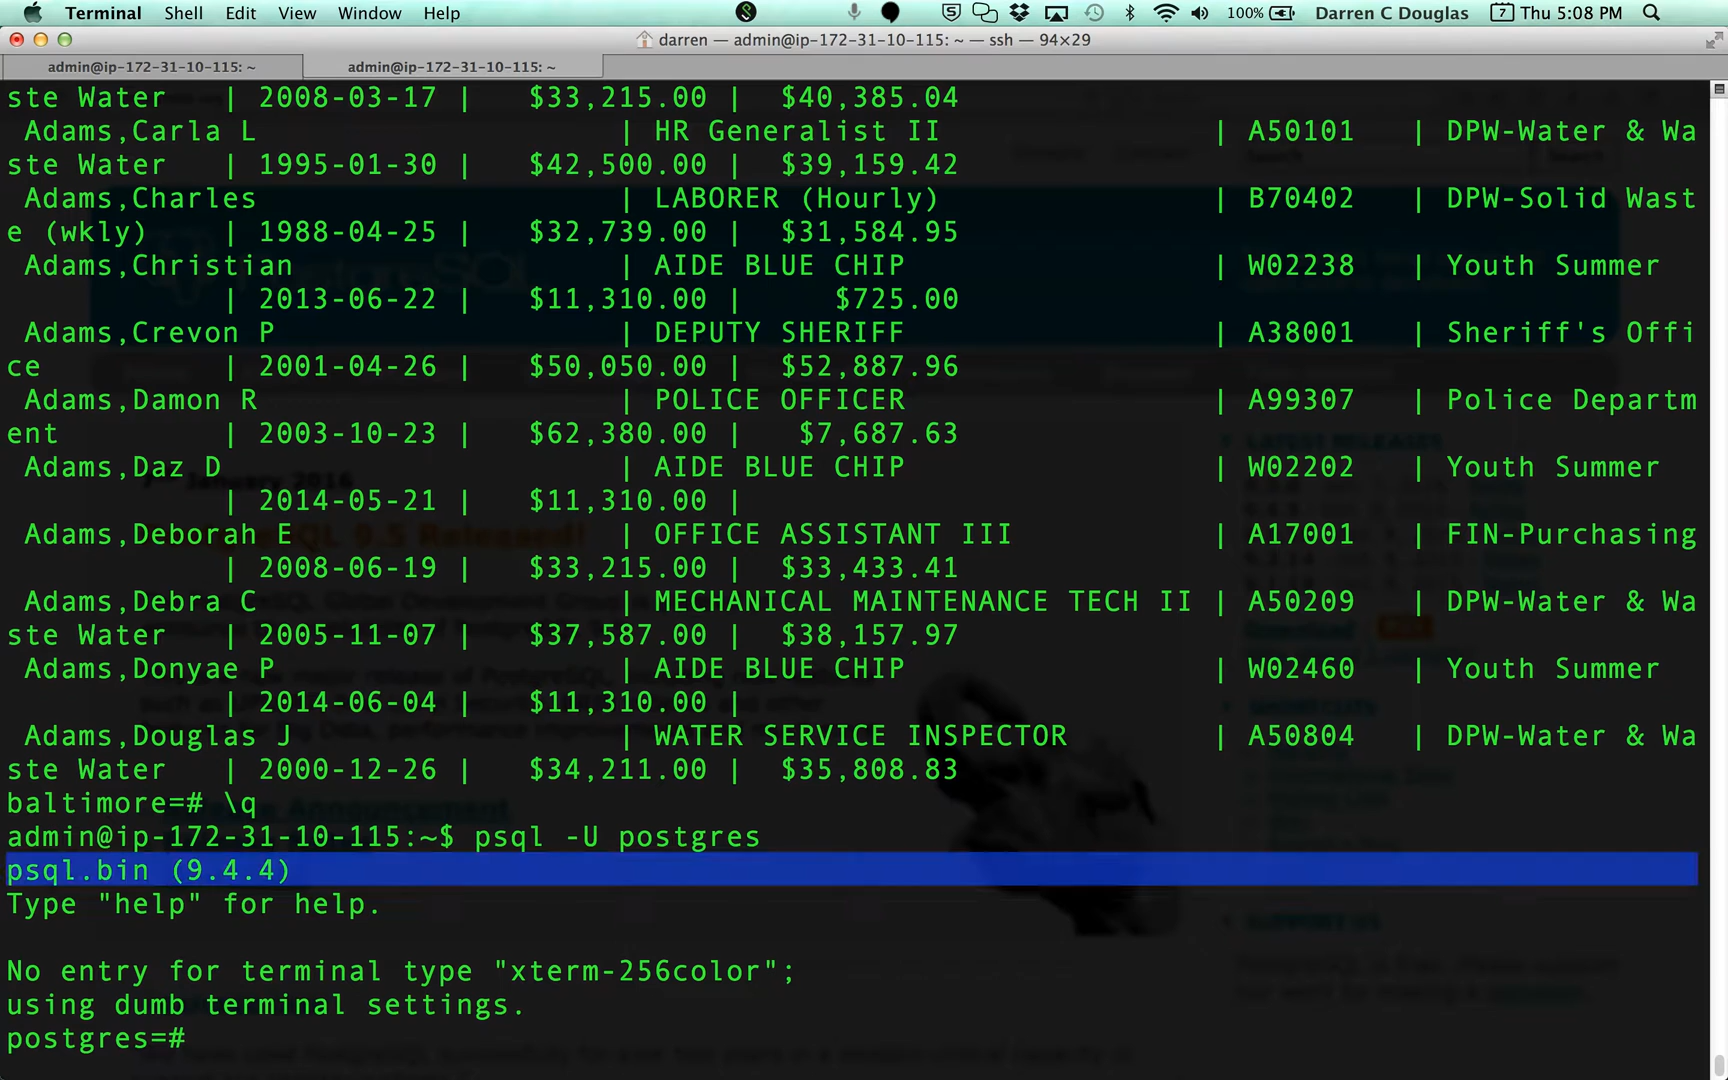 Terminal Shell Edit View Window Help 100% Darren C Douglas 7 Thu 5:08 PM
darren — admin@ip-172-31-10-115: ~ — ssh — 94×29
admin@ip-172-31-10-115: ~ admin@ip-172-31-10-115: ~
ste Water | 2008-03-17 | $33,215.00 | $40,385.04
Adams,Carla L | HR Generalist II | A50101 | DPW-Water & Wa
ste Water | 1995-01-30 | $42,500.00 | $39,159.42
Adams,Charles | LABORER (Hourly) | B70402 | DPW-Solid Wast
e (wkly) | 1988-04-25 | $32,739.00 | $31,584.95
Adams,Christian | AIDE BLUE CHIP | W02238 | Youth Summer
| 2013-06-22 | $11,310.00 | $725.00
Adams,Crevon P | DEPUTY SHERIFF | A38001 | Sheriff's Offi
ce | 2001-04-26 | $50,050.00 | $52,887.96
Adams,Damon R | POLICE OFFICER | A99307 | Police Departm
ent | 2003-10-23 | $62,380.00 | $7,687.63
Adams,Daz D | AIDE BLUE CHIP | W02202 | Youth Summer
| 2014-05-21 | $11,310.00 |
Adams,Deborah E | OFFICE ASSISTANT III | A17001 | FIN-Purchasing
| 2008-06-19 | $33,215.00 | $33,433.41
Adams,Debra C | MECHANICAL MAINTENANCE TECH II | A50209 | DPW-Water & Wa
ste Water | 2005-11-07 | $37,587.00 | $38,157.97
Adams,Donyae P | AIDE BLUE CHIP | W02460 | Youth Summer
| 2014-06-04 | $11,310.00 |
Adams,Douglas J | WATER SERVICE INSPECTOR | A50804 | DPW-Water & Wa
ste Water | 2000-12-26 | $34,211.00 | $35,808.83
baltimore=# \q
admin@ip-172-31-10-115:~$ psql -U postgres
psql.bin (9.4.4)
Type "help" for help.
No entry for terminal type "xterm-256color";
using dumb terminal settings.
postgres=#